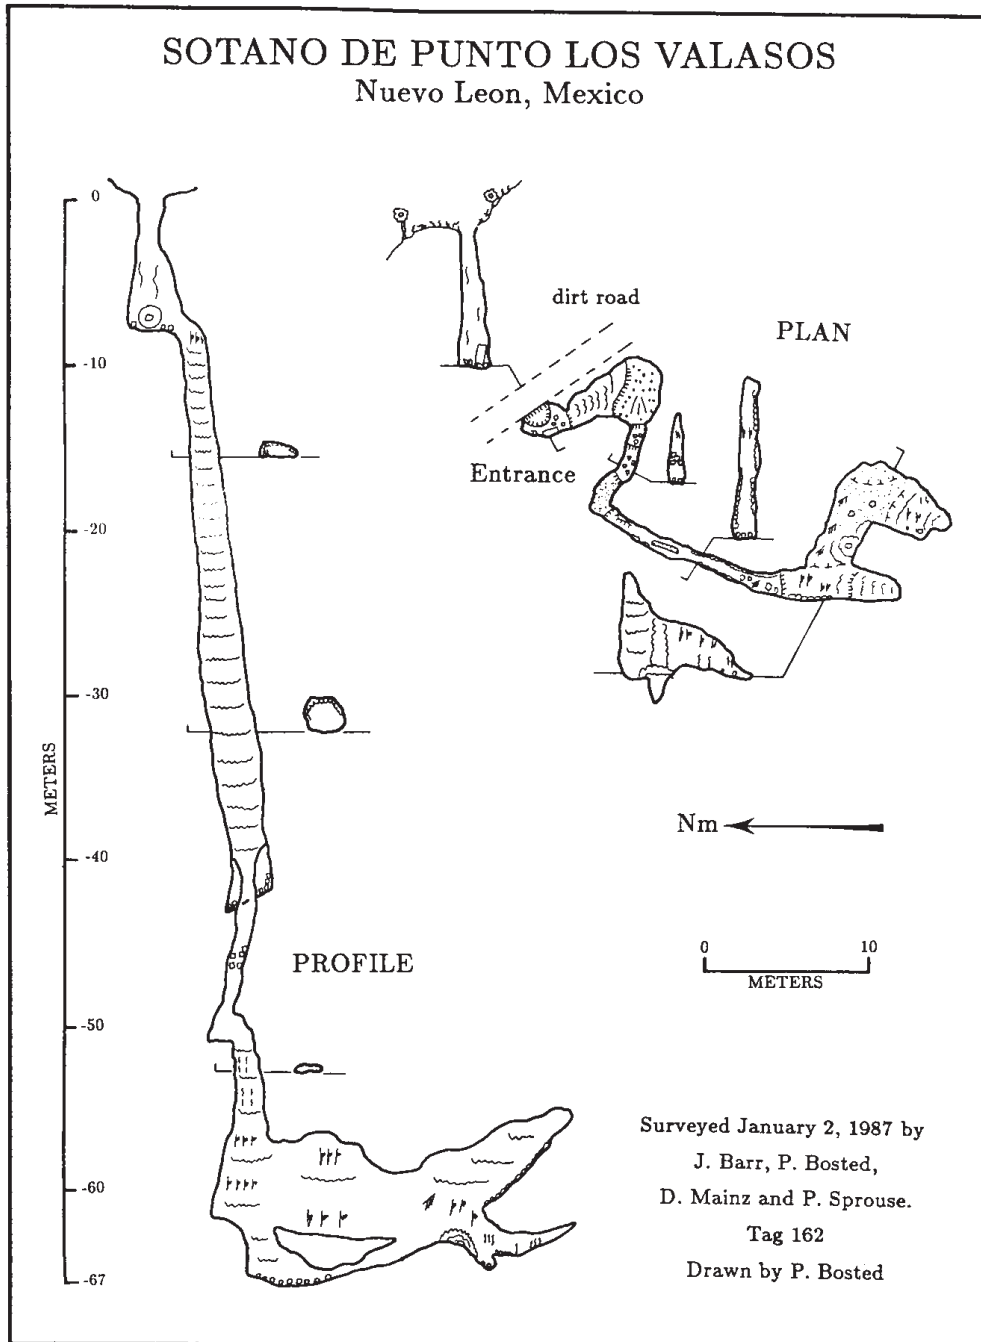 SOTANO DE PUNTO LOS VALASOS
Nuevo Leon, Mexico
0
-10
-20
-30
-40
-50
-60
-67
METERS
dirt road
PLAN
Entrance
Nm
0 10
METERS
PROFILE
Surveyed January 2, 1987 by
J. Barr, P. Bosted,
D. Mainz and P. Sprouse.
Tag 162
Drawn by P. Bosted